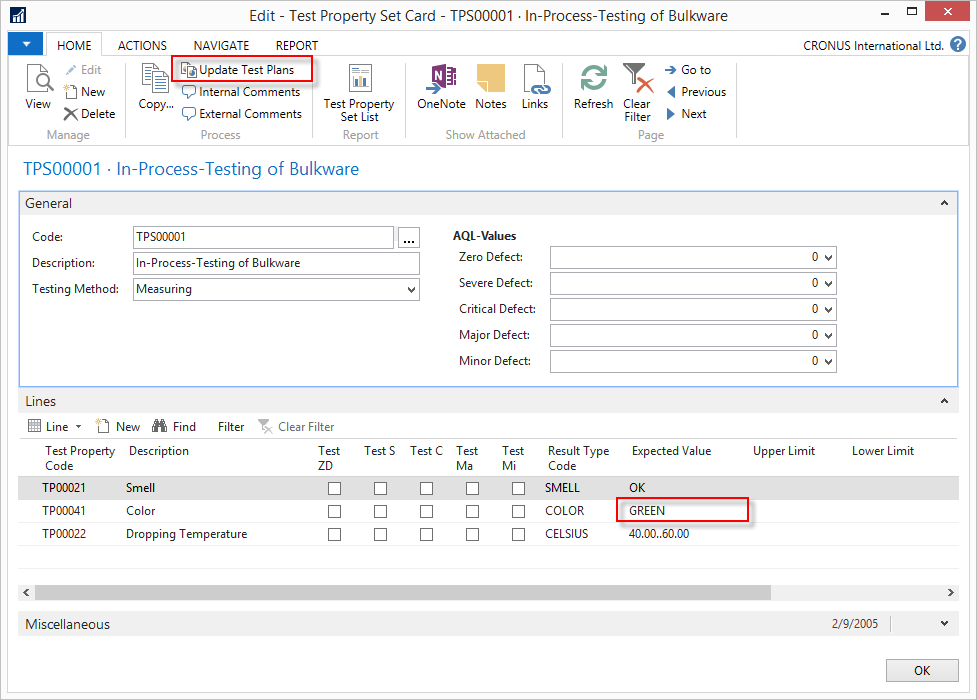 Edit - Test Property Set Card - TPS00001 · In-Process-Testing of Bulkware
HOME ACTIONS NAVIGATE REPORT
CRONUS International Ltd. ?
View
Edit
New
Delete
Manage
Copy...
Update Test Plans
Internal Comments
External Comments
Process
Test Property
Set List
Report
OneNote
Notes
Links
Show Attached
Refresh
Clear
Filter
Go to
Previous
Next
Page
TPS00001 · In-Process-Testing of Bulkware
General
Code: TPS00001 ...
Description: In-Process-Testing of Bulkware
Testing Method: Measuring
AQL-Values
Zero Defect: 0
Severe Defect: 0
Critical Defect: 0
Major Defect: 0
Minor Defect: 0
Lines
Line New Find Filter Clear Filter
Test Property Description Test Test S Test C Test Test Result Type Expected Value Upper Limit Lower Limit
Code ZD Ma Mi Code
TP00021 Smell SMELL OK
TP00041 Color COLOR GREEN
TP00022 Dropping Temperature CELSIUS 40.00..60.00
Miscellaneous 2/9/2005
OK